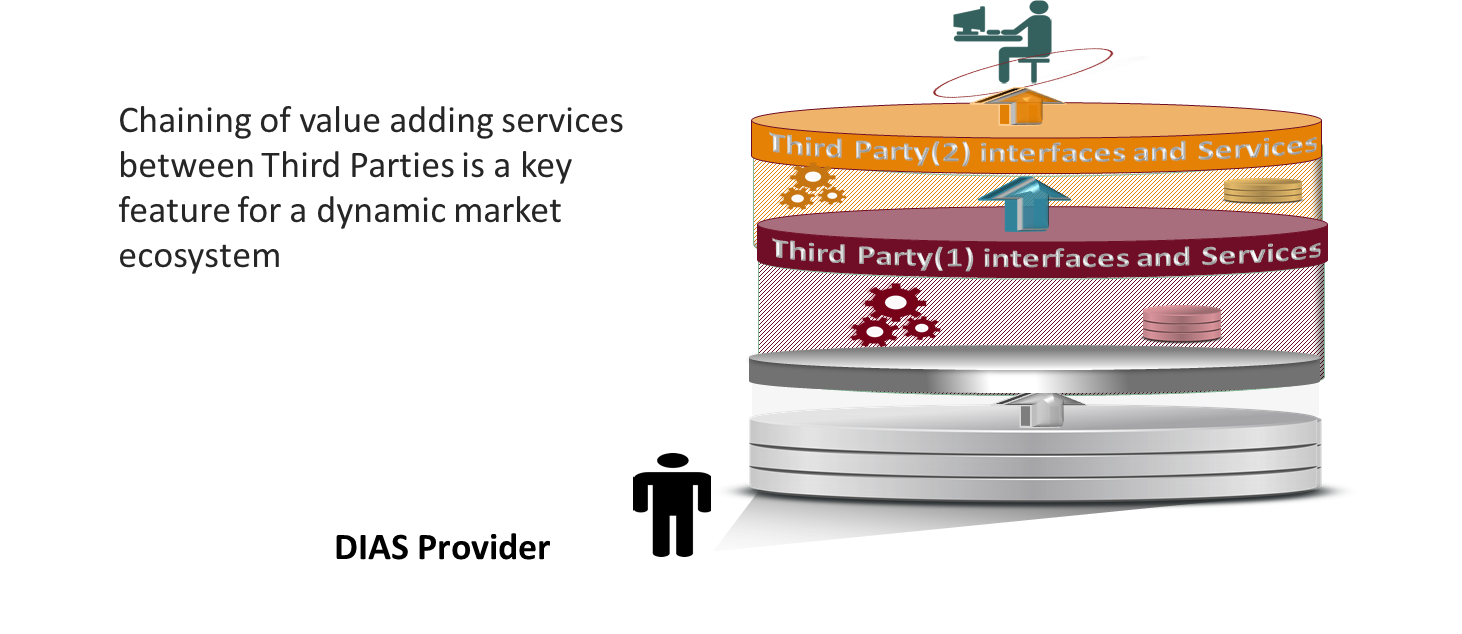 Chaining of value adding services
between Third Parties is a key
feature for a dynamic market
ecosystem
Third Party(2) interfaces and Services
Third Party(1) interfaces and Services
DIAS Provider